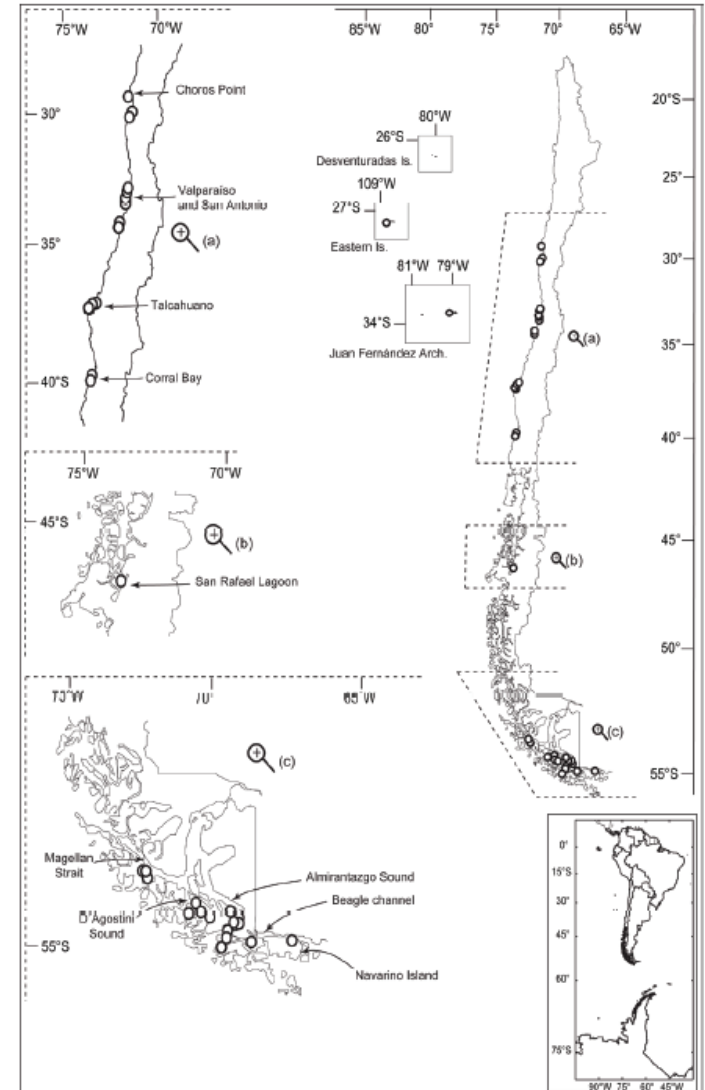 75°W 70°W
Choros Point
30°
Valparaíso
and San Antonio
(a)
35°
Talcahuano
40°S
Corral Bay
75°W 70°W
45°S
(b)
San Rafael Lagoon
70°
65°W
(c)
Magellan
Strait
Almirantazgo Sound
Beagle channel
D'Agostini
Sound
55°S
Navarino Island
85°W 80° 75° 70° 65°W
20°S
80°W
26°S
Desventuradas Is.
25°
109°W
27°S
Eastern Is.
30°
81°W 79°W
34°S
Juan Fernández Arch.
(a)
35°
40°
45°
(b)
50°
(c)
55°S
0°
15°S
30°
45°
60°
75°S
90°W 75° 60° 45°W